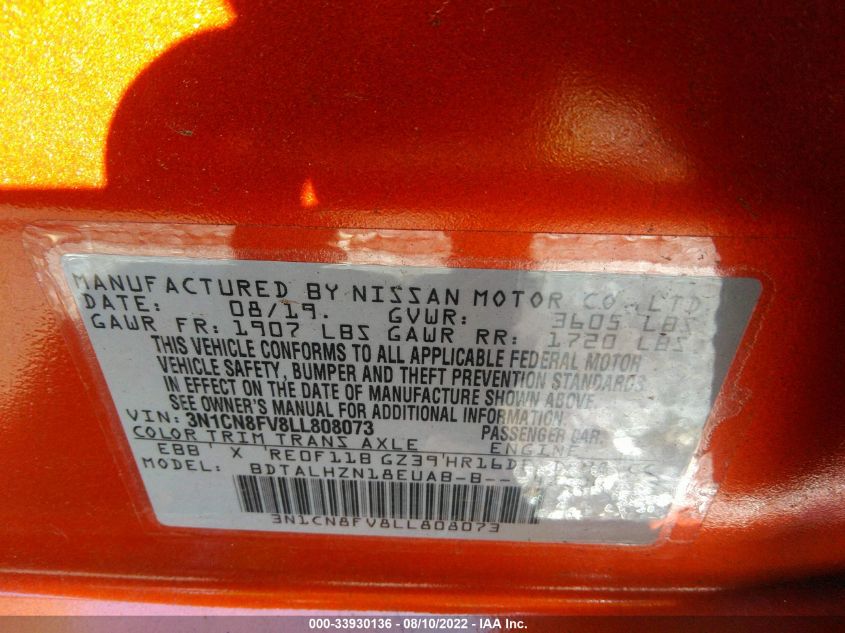 MANUFACTURED BY NISSAN MOTOR CO.,LTD
DATE: 08/19. GVWR: 3605 LBS
GAWR FR: 1907 LBS GAWR RR: 1720 LBS
THIS VEHICLE CONFORMS TO ALL APPLICABLE FEDERAL MOTOR
VEHICLE SAFETY, BUMPER AND THEFT PREVENTION STANDARDS
IN EFFECT ON THE DATE OF MANUFACTURE SHOWN ABOVE.
SEE OWNER'S MANUAL FOR ADDITIONAL INFORMATION.
VIN: 3N1CN8FV8LL808073 PASSENGER CAR
COLOR TRIM TRANS AXLE ENGINE
EBB X RE0F11B GZ39 CC
MODEL: BDTALHZN18EUAB-B--
3N1CN8FV8LL808073
000-33930136 - 08/10/2022 - IAA Inc.